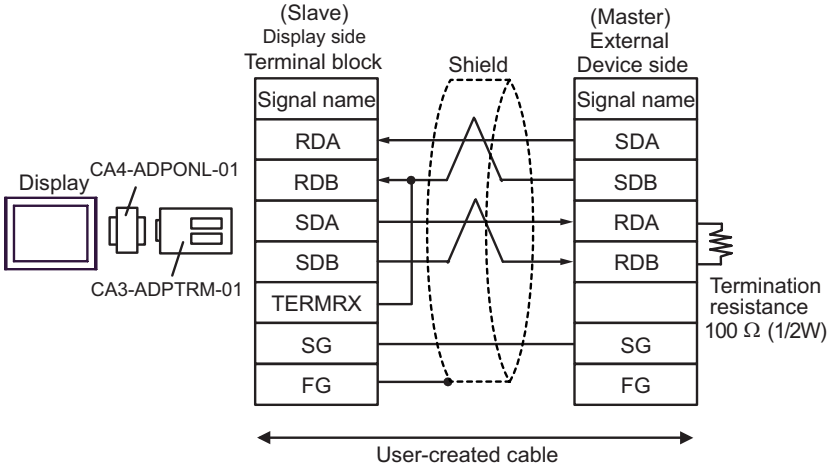 (Slave)
Display side
Terminal block
Shield
(Master)
External
Device side
Signal name
Signal name
RDA
SDA
RDB
SDB
SDA
RDA
SDB
RDB
TERMRX
SG
SG
FG
FG
Display
CA4-ADPONL-01
CA3-ADPTRM-01
Termination
resistance
100 Ω (1/2W)
User-created cable